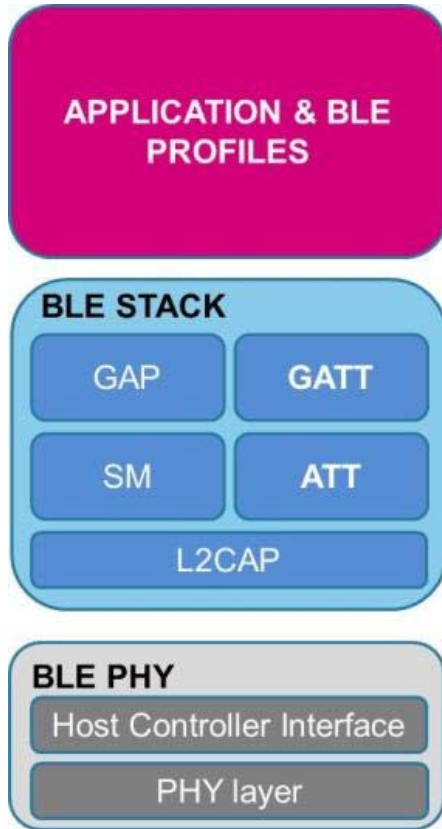 APPLICATION & BLE
PROFILES
BLE STACK
GAP
GATT
SM
ATT
L2CAP
BLE PHY
Host Controller Interface
PHY layer